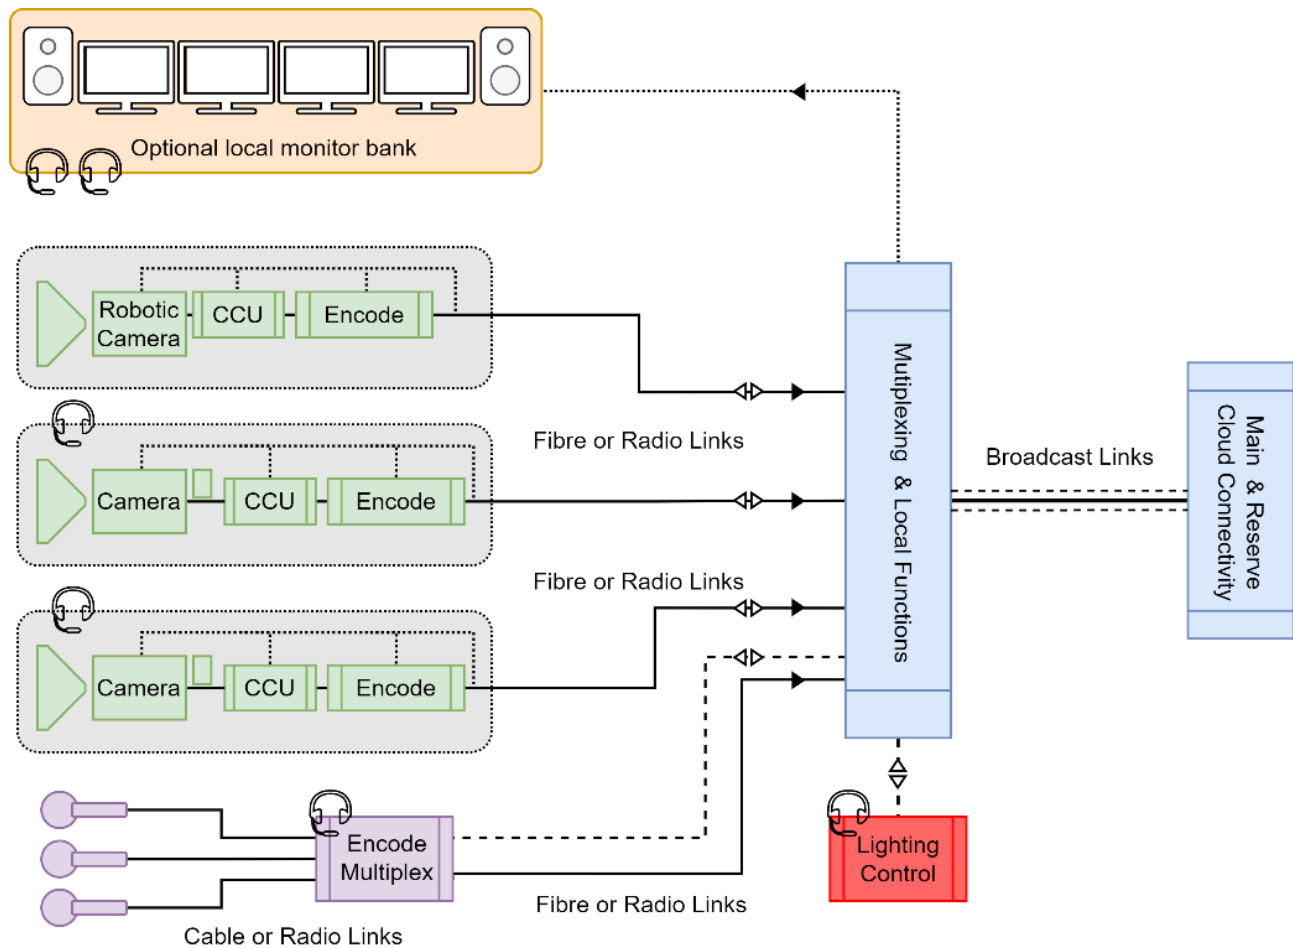 Optional local monitor bank
Robotic
Camera
CCU
Encode
Fibre or Radio Links
Camera
CCU
Encode
Fibre or Radio Links
Camera
CCU
Encode
Mutiplexing & Local Functions
Broadcast Links
Main & Reserve
Cloud Connectivity
Encode
Multiplex
Lighting
Control
Fibre or Radio Links
Cable or Radio Links